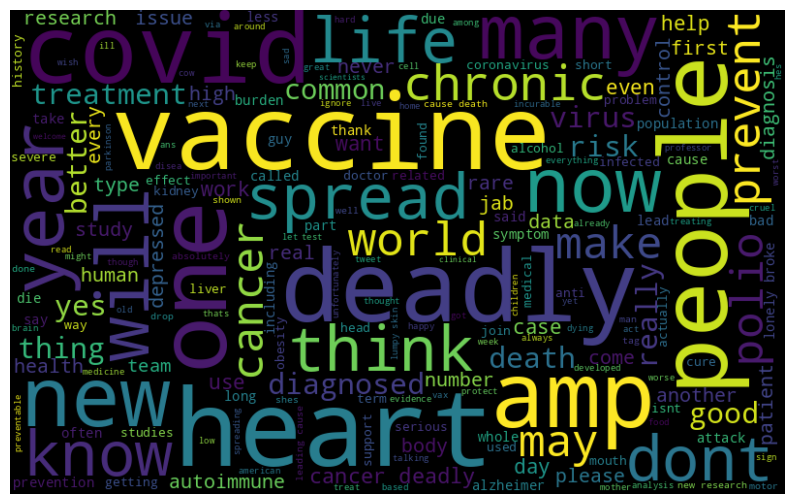 research issue via less hard due among help
history ill around covid sad life many first
wish great cell coronavirus short hes
keep scientists never common chronic even control
treatment high burden cow ignore live home incurable problem diagnosis
next cause death prevent
take every vaccine virus population
welcome better ans guy thank found alcohol risk professor
severe parkinson disea want doctor related infected cause everything worst
year type effect kidney called rare jab now people
important work spread said data lead bad cruel
study shown well part symptom already treating
will one world make polio
read absolutely let test tweet clinical medical
done might though human depressed cancer real including unfortunately deadly anti yet really lonely broke
yes die liver thought children man actually
say old drop thats head happy join case act cure
brain way obesity think lumpy skin week got always dying tag
thing team death come
health medicine use diagnosed number developed worse isnt another patient
new long shes term evidence vax protect amp good
preventable heart serious body whole may attack
know often studies low support used day mouth please dont
spreading leading cause talking
prevention getting american cancer deadly alzheimer mother food sign
autoimmune treat based analysis new research motor